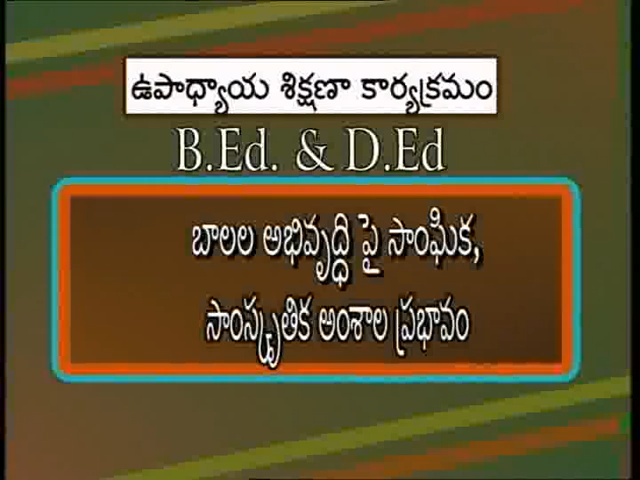 ఉపాధ్యాయ శిక్షణా కార్యక్రమం
B.Ed. & D.Ed
బాలల అభివృద్ధి పై సాంఘిక,
సాంస్కృతిక అంశాల ప్రభావం